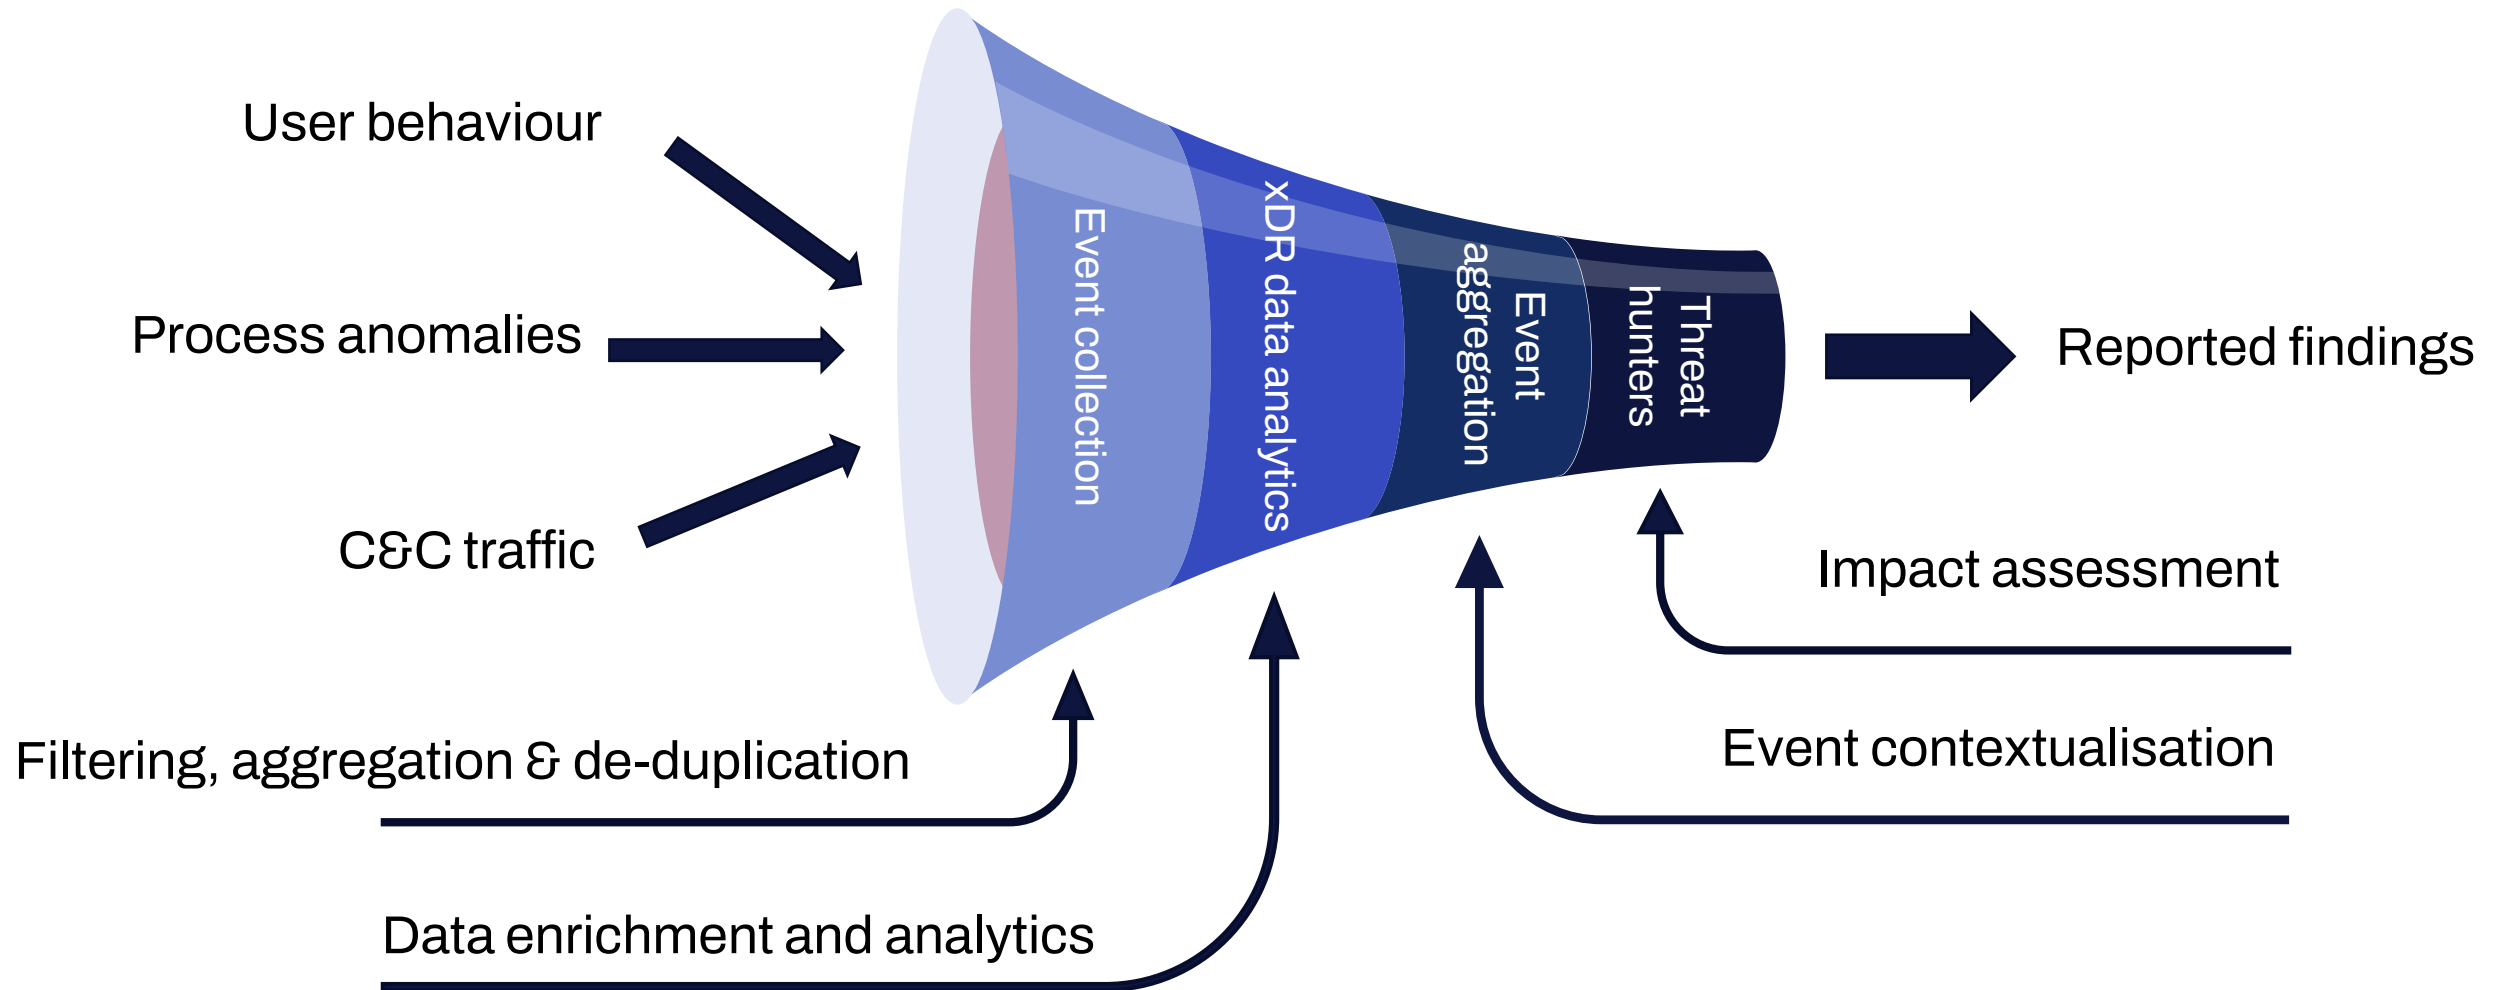 User behaviour
Process anomalies
C&C traffic
Event collection
xDR data analytics
Event
aggregation
Threat
hunters
Reported findings
Impact assessment
Event contextualisation
Filtering, aggregation & de-duplication
Data enrichment and analytics